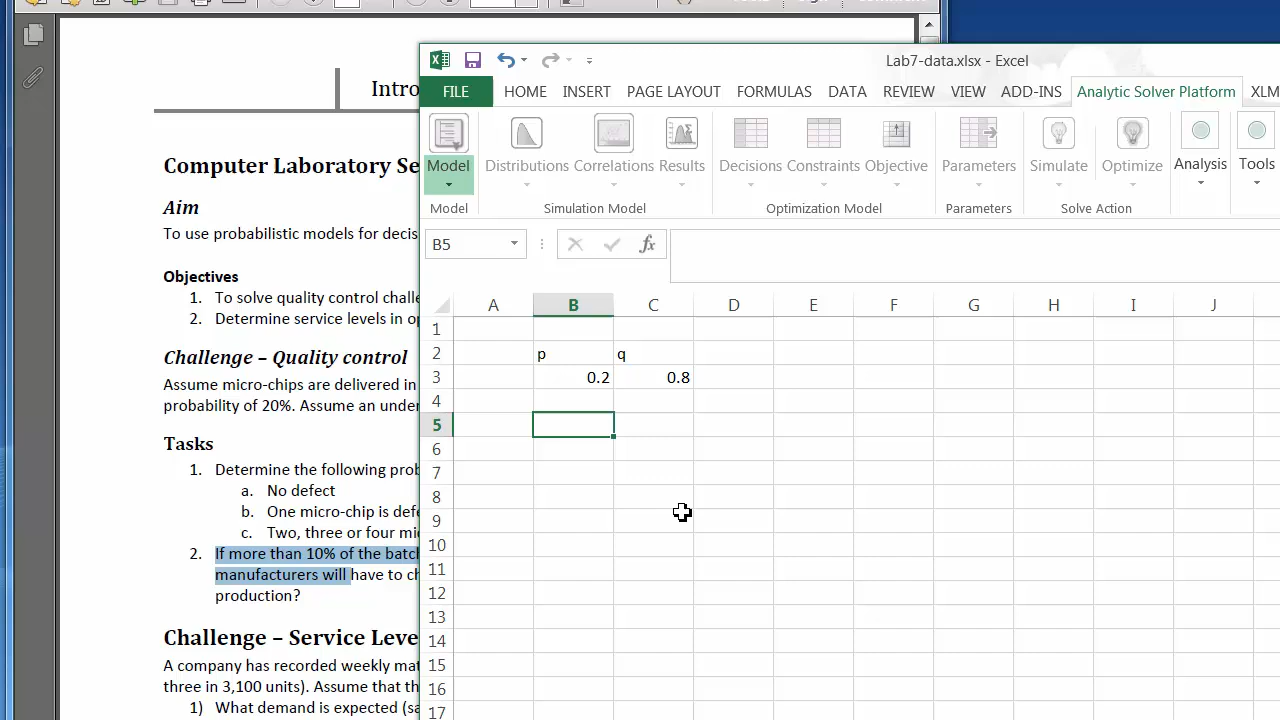 Intro
Computer Laboratory Se
Aim
To use probabilistic models for decis
Objectives
1. To solve quality control challe
2. Determine service levels in op
Challenge – Quality control
Assume micro-chips are delivered in
probability of 20%. Assume an under
Tasks
1. Determine the following prob
a. No defect
b. One micro-chip is defe
c. Two, three or four mi
2. If more than 10% of the batch
manufacturers will have to ch
production?
Challenge – Service Leve
A company has recorded weekly mat
three in 3,100 units). Assume that th
1) What demand is expected (sa
Lab7-data.xlsx - Excel
FILE HOME INSERT PAGE LAYOUT FORMULAS DATA REVIEW VIEW ADD-INS Analytic Solver Platform XLM
Model Distributions Correlations Results Decisions Constraints Objective Parameters Simulate Optimize Analysis Tools
Model Simulation Model Optimization Model Parameters Solve Action
B5 fx
A B C D E F G H I J
1
2 p q
3 0.2 0.8
4
5
6
7
8
9
10
11
12
13
14
15
16
17